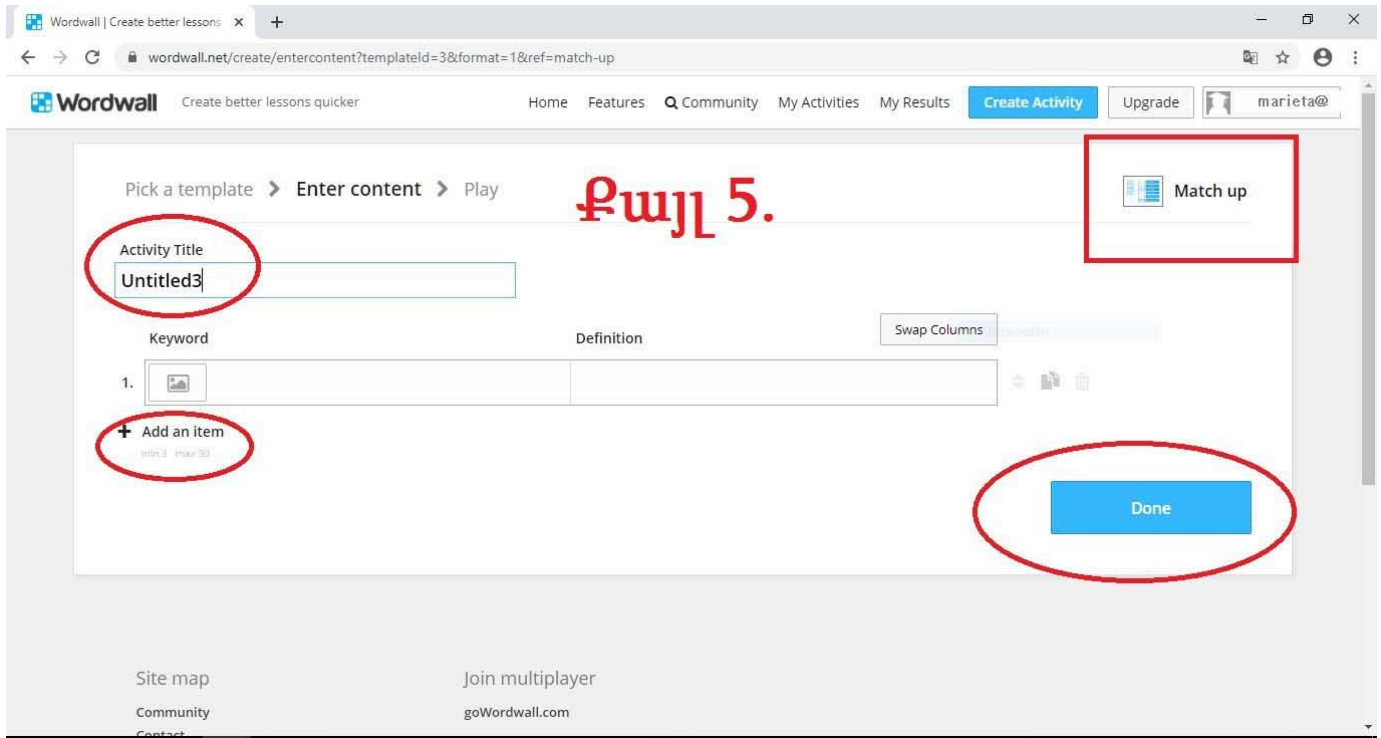 Wordwall | Create better lessons
wordwall.net/create/entercontent?templateId=3&format=1&ref=match-up
Wordwall Create better lessons quicker Home Features Community My Activities My Results Create Activity Upgrade marieta@
Pick a template > Enter content > Play
Քայլ 5.
Match up
Activity Title
Untitled3
Keyword Definition Swap Columns
1.
+ Add an item
min 3 max 30
Done
Site map Join multiplayer
Community goWordwall.com
Contact